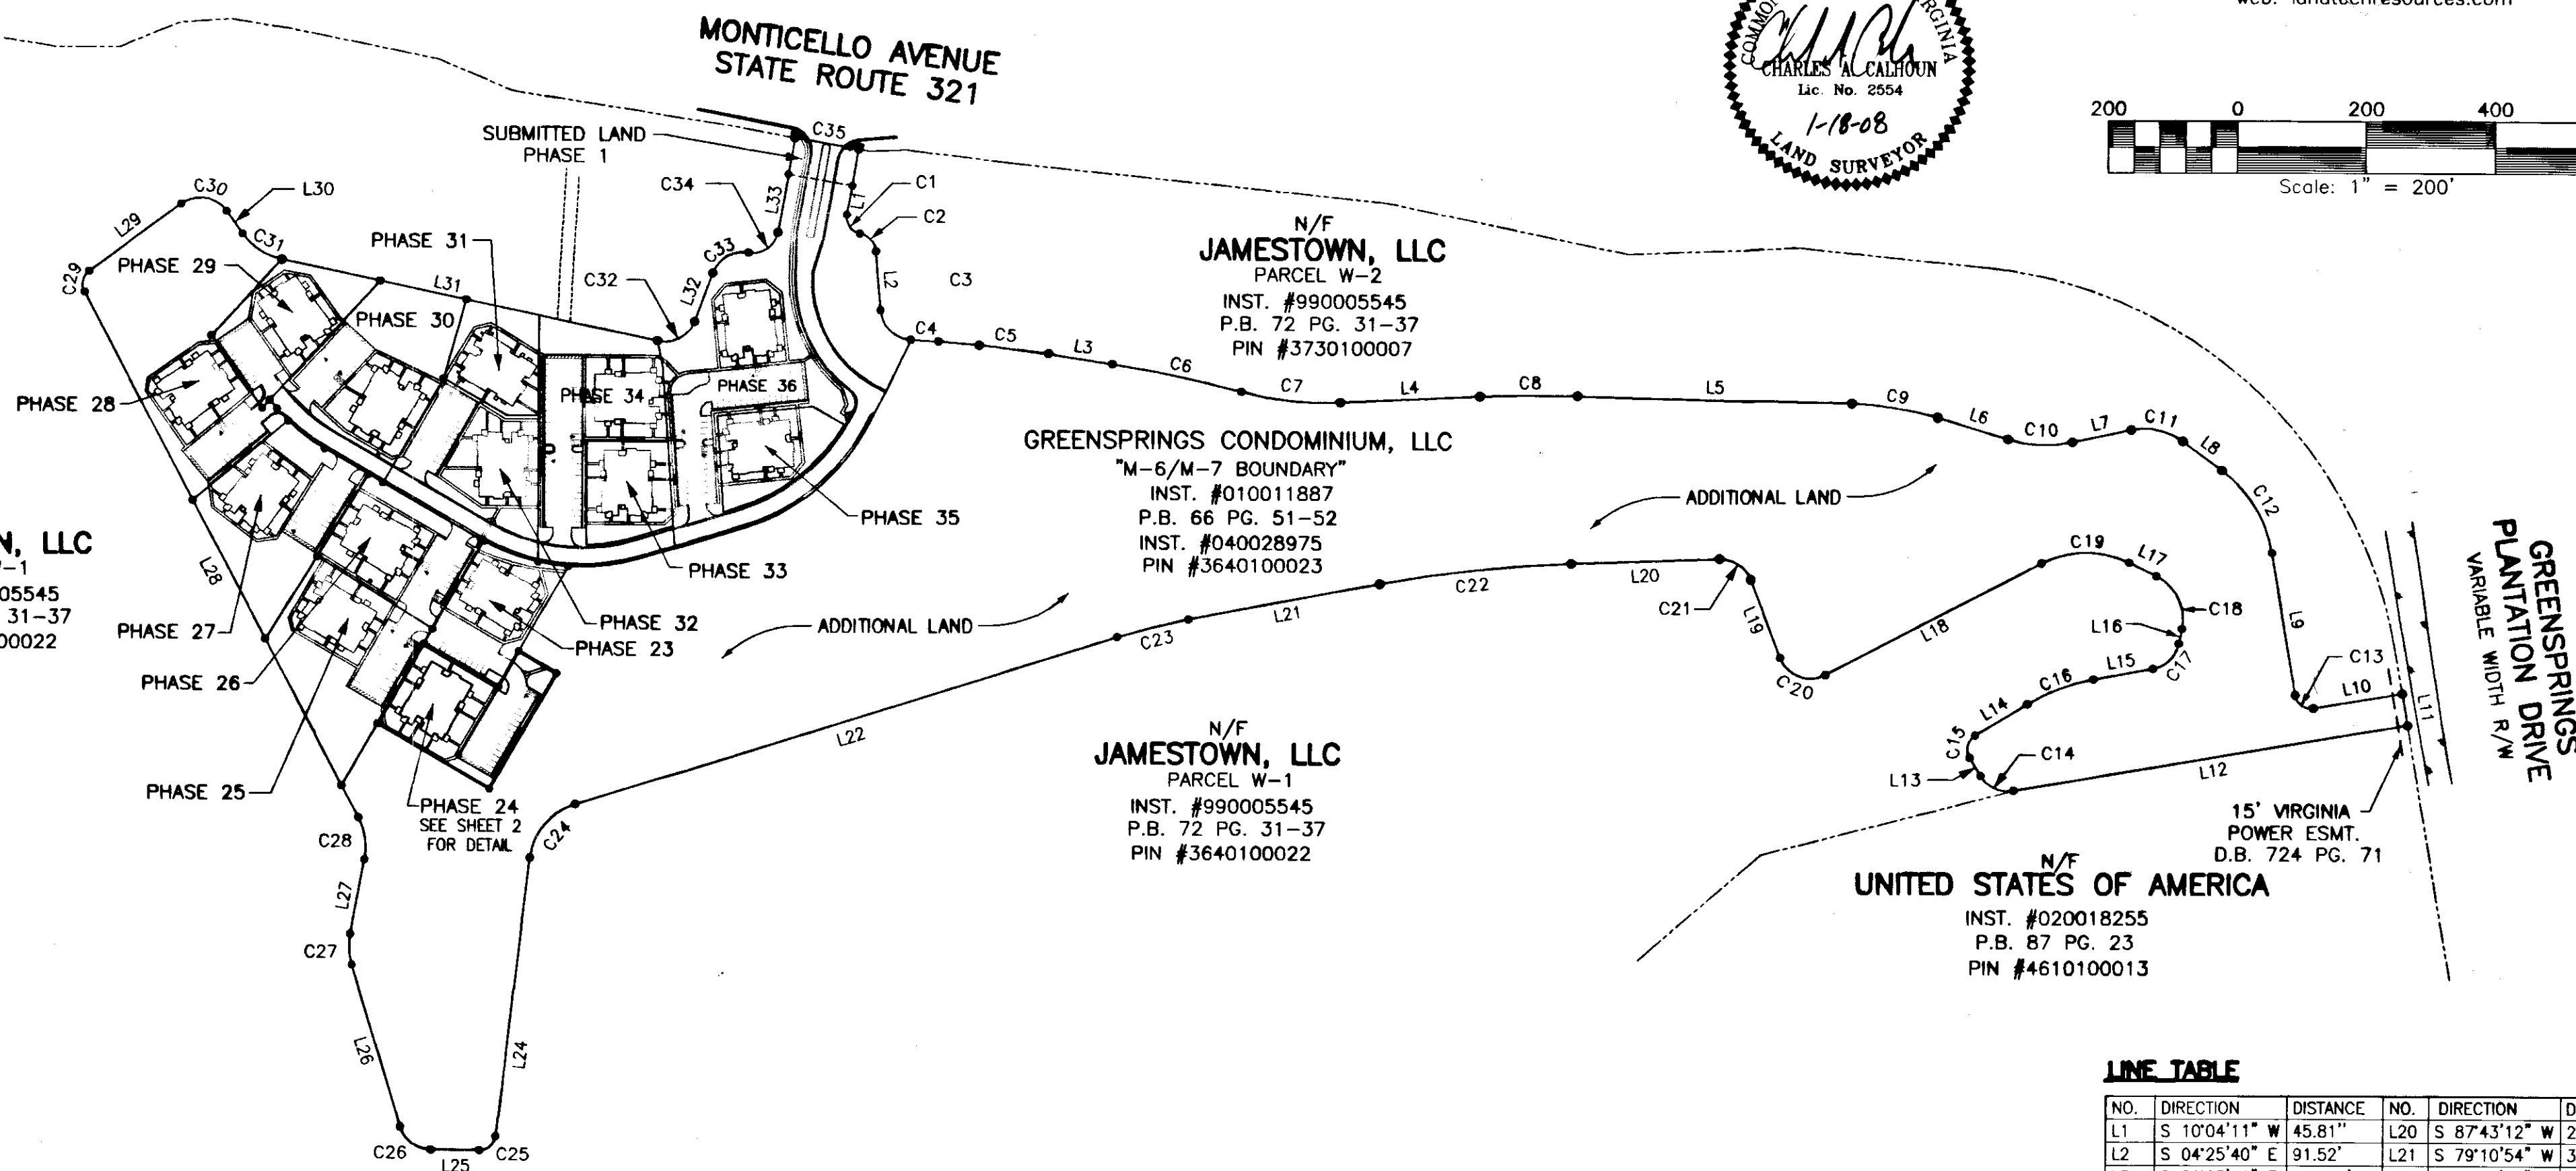 MONTICELLO AVENUE
STATE ROUTE 321
COMMON
VIRGINIA
CHARLES A. CALHOUN
Lic. No. 2554
1-18-08
LAND SURVEYOR
web: landtechresources.com
200 0 200 400
Scale: 1" = 200'
SUBMITTED LAND
PHASE 1
C35
C34
L33
C1
L1
C2
L2
C3
C33
C32
L32
C30
L30
L29
C31
C29
PHASE 29
PHASE 31
L31
PHASE 30
PHASE 28
PHASE 34
PHASE 36
C4
C5
L3
C6
C7
L4
C8
L5
C9
L6
C10
L7
C11
L8
C12
N/F
JAMESTOWN, LLC
PARCEL W-2
INST. #990005545
P.B. 72 PG. 31-37
PIN #3730100007
GREENSPRINGS CONDOMINIUM, LLC
"M-6/M-7 BOUNDARY"
INST. #010011887
P.B. 66 PG. 51-52
INST. #040028975
PIN #3640100023
ADDITIONAL LAND
PHASE 35
PHASE 33
PHASE 32
PHASE 23
PHASE 27
PHASE 26
PHASE 25
PHASE 24
SEE SHEET 2
FOR DETAIL
L28
N, LLC
-1
05545
31-37
00022
ADDITIONAL LAND
C23
L21
C22
L20
C21
L19
C20
L18
C19
L17
C18
L16
C17
L15
C16
L14
C15
L13
C14
L12
L9
C13
L10
L11
GREENSPRINGS
PLANTATION DRIVE
VARIABLE WIDTH R/W
15' VIRGINIA
POWER ESMT.
D.B. 724 PG. 71
L22
C24
C28
L27
C27
L26
L24
C26
L25
C25
N/F
JAMESTOWN, LLC
PARCEL W-1
INST. #990005545
P.B. 72 PG. 31-37
PIN #3640100022
N/F
UNITED STATES OF AMERICA
INST. #020018255
P.B. 87 PG. 23
PIN #4610100013
LINE TABLE
NO. DIRECTION DISTANCE NO. DIRECTION D
L1 S 10°04'11" W 45.81" L20 S 87°43'12" W 2
L2 S 04°25'40" E 91.52' L21 S 79°10'54" W 3